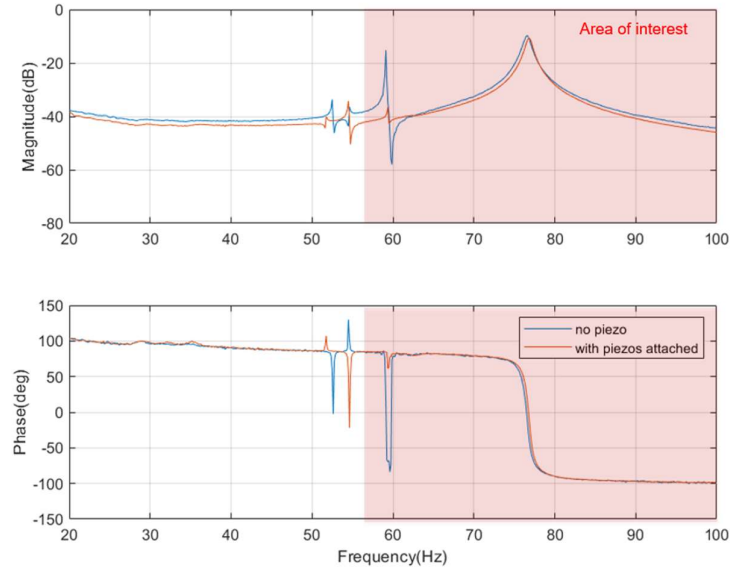 0
Area of interest
-20
-40
-60
-80
Magnitude(dB)
20 30 40 50 60 70 80 90 100
150
100
50
0
-50
-100
-150
Phase(deg)
no piezo
with piezos attached
20 30 40 50 60 70 80 90 100
Frequency(Hz)